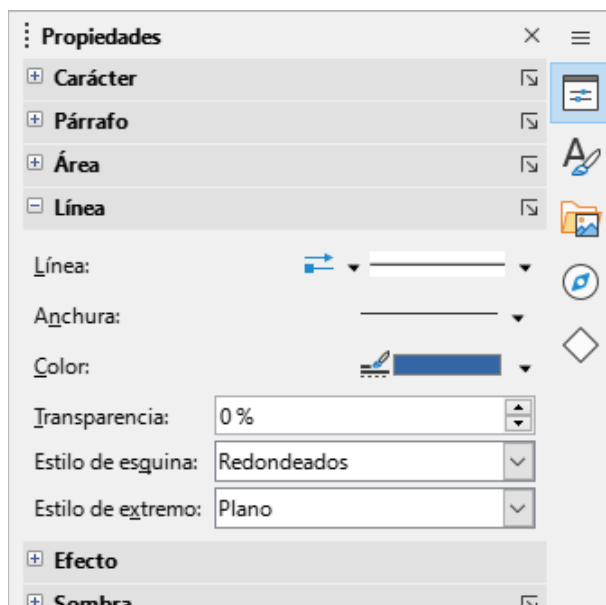 Propiedades
Carácter
Párrafo
Área
Línea
Línea:
Anchura:
Color:
Transparencia: 0 %
Estilo de esquina: Redondeados
Estilo de extremo: Plano
Efecto
Sombra